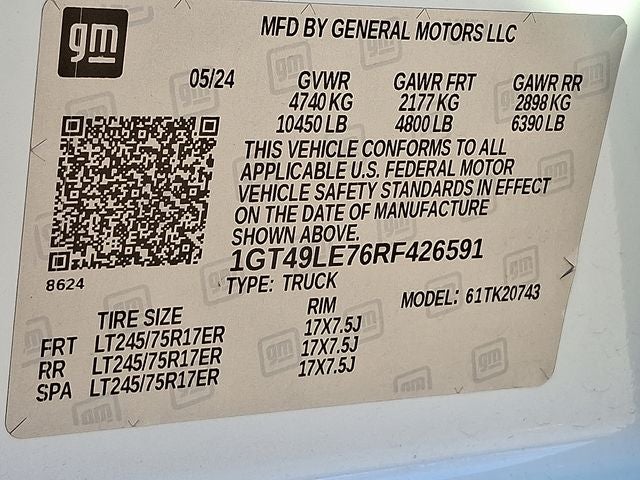 gm
MFD BY GENERAL MOTORS LLC
05/24 GVWR GAWR FRT GAWR RR
4740 KG 2177 KG 2898 KG
10450 LB 4800 LB 6390 LB
THIS VEHICLE CONFORMS TO ALL
APPLICABLE U.S. FEDERAL MOTOR
VEHICLE SAFETY STANDARDS IN EFFECT
ON THE DATE OF MANUFACTURE
SHOWN ABOVE.
1GT49LE76RF426591
8624
TYPE: TRUCK MODEL: 61TK20743
TIRE SIZE RIM
FRT LT245/75R17ER 17X7.5J
RR LT245/75R17ER 17X7.5J
SPA LT245/75R17ER 17X7.5J